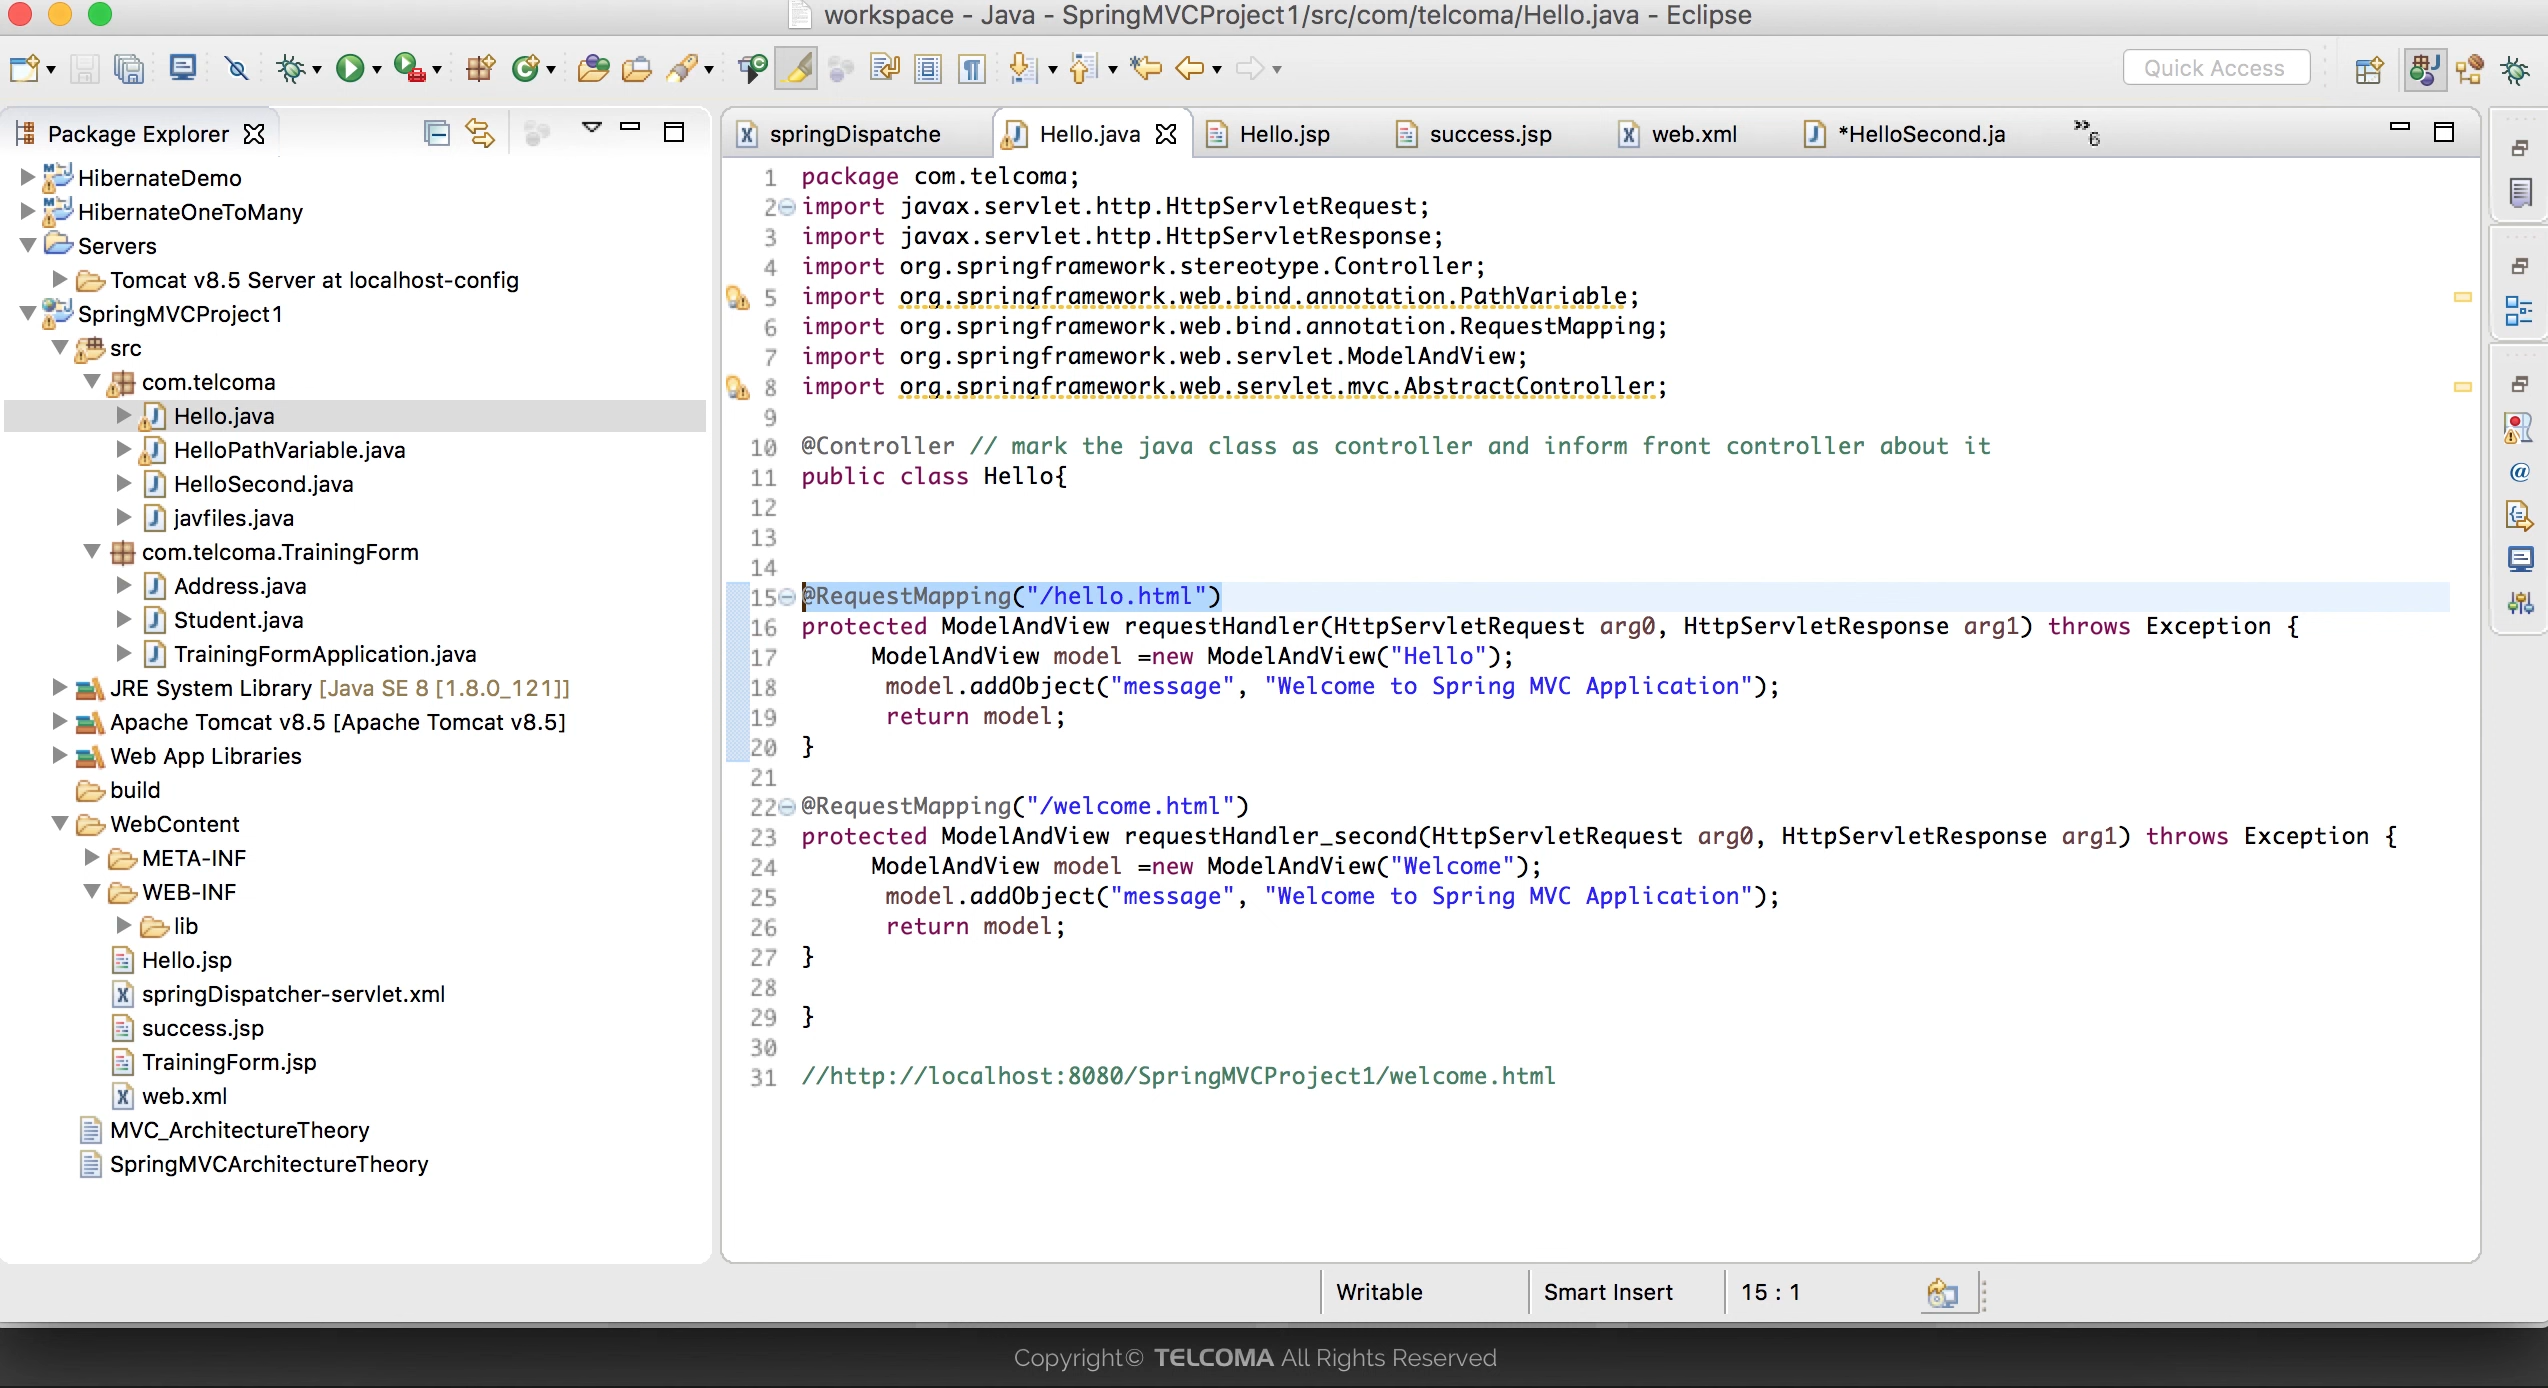 workspace - Java - SpringMVCProject1/src/com/telcoma/Hello.java - Eclipse
Quick Access
Package Explorer
HibernateDemo
HibernateOneToMany
Servers
Tomcat v8.5 Server at localhost-config
SpringMVCProject1
src
com.telcoma
Hello.java
HelloPathVariable.java
HelloSecond.java
javfiles.java
com.telcoma.TrainingForm
Address.java
Student.java
TrainingFormApplication.java
JRE System Library [Java SE 8 [1.8.0_121]]
Apache Tomcat v8.5 [Apache Tomcat v8.5]
Web App Libraries
build
WebContent
META-INF
WEB-INF
lib
Hello.jsp
springDispatcher-servlet.xml
success.jsp
TrainingForm.jsp
web.xml
MVC_ArchitectureTheory
SpringMVCArchitectureTheory
springDispatche Hello.java Hello.jsp success.jsp web.xml *HelloSecond.ja »6
1 package com.telcoma;
2 import javax.servlet.http.HttpServletRequest;
3 import javax.servlet.http.HttpServletResponse;
4 import org.springframework.stereotype.Controller;
5 import org.springframework.web.bind.annotation.PathVariable;
6 import org.springframework.web.bind.annotation.RequestMapping;
7 import org.springframework.web.servlet.ModelAndView;
8 import org.springframework.web.servlet.mvc.AbstractController;
9
10 @Controller // mark the java class as controller and inform front controller about it
11 public class Hello{
12
13
14
15 @RequestMapping("/hello.html")
16 protected ModelAndView requestHandler(HttpServletRequest arg0, HttpServletResponse arg1) throws Exception {
17 ModelAndView model =new ModelAndView("Hello");
18 model.addObject("message", "Welcome to Spring MVC Application");
19 return model;
20 }
21
22 @RequestMapping("/welcome.html")
23 protected ModelAndView requestHandler_second(HttpServletRequest arg0, HttpServletResponse arg1) throws Exception {
24 ModelAndView model =new ModelAndView("Welcome");
25 model.addObject("message", "Welcome to Spring MVC Application");
26 return model;
27 }
28
29 }
30
31 //http://localhost:8080/SpringMVCProject1/welcome.html
Writable Smart Insert 15 : 1
Copyright© TELCOMA All Rights Reserved